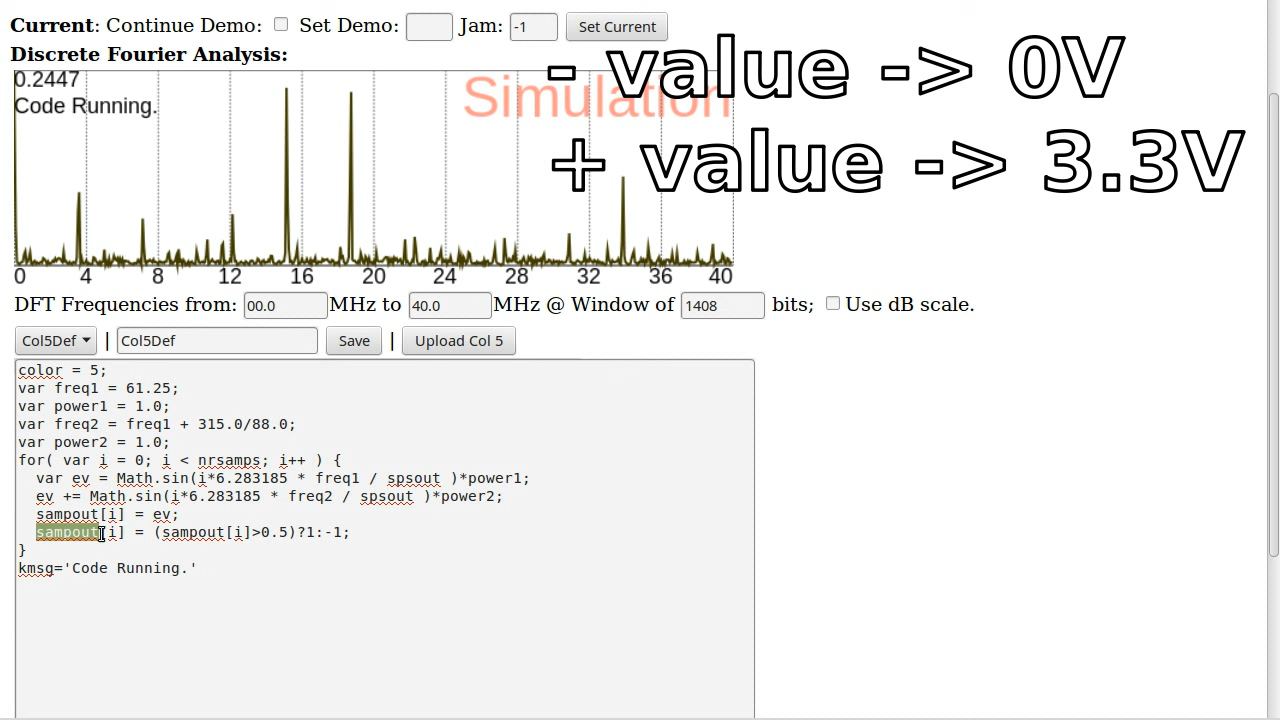 Current: Continue Demo: Set Demo: Jam: -1 Set Current
Discrete Fourier Analysis:
- value -> 0V
+ value -> 3.3V
0.2447
Code Running.
Simulation
0 4 8 12 16 20 24 28 32 36 40
DFT Frequencies from: 00.0 MHz to 40.0 MHz @ Window of 1408 bits; Use dB scale.
Col5Def | Col5Def Save | Upload Col 5
color = 5;
var freq1 = 61.25;
var power1 = 1.0;
var freq2 = freq1 + 315.0/88.0;
var power2 = 1.0;
for( var i = 0; i < nrsamps; i++ ) {
var ev = Math.sin(i*6.283185 * freq1 / spsout )*power1;
ev += Math.sin(i*6.283185 * freq2 / spsout )*power2;
sampout[i] = ev;
sampout[i] = (sampout[i]>0.5)?1:-1;
}
kmsg='Code Running.'